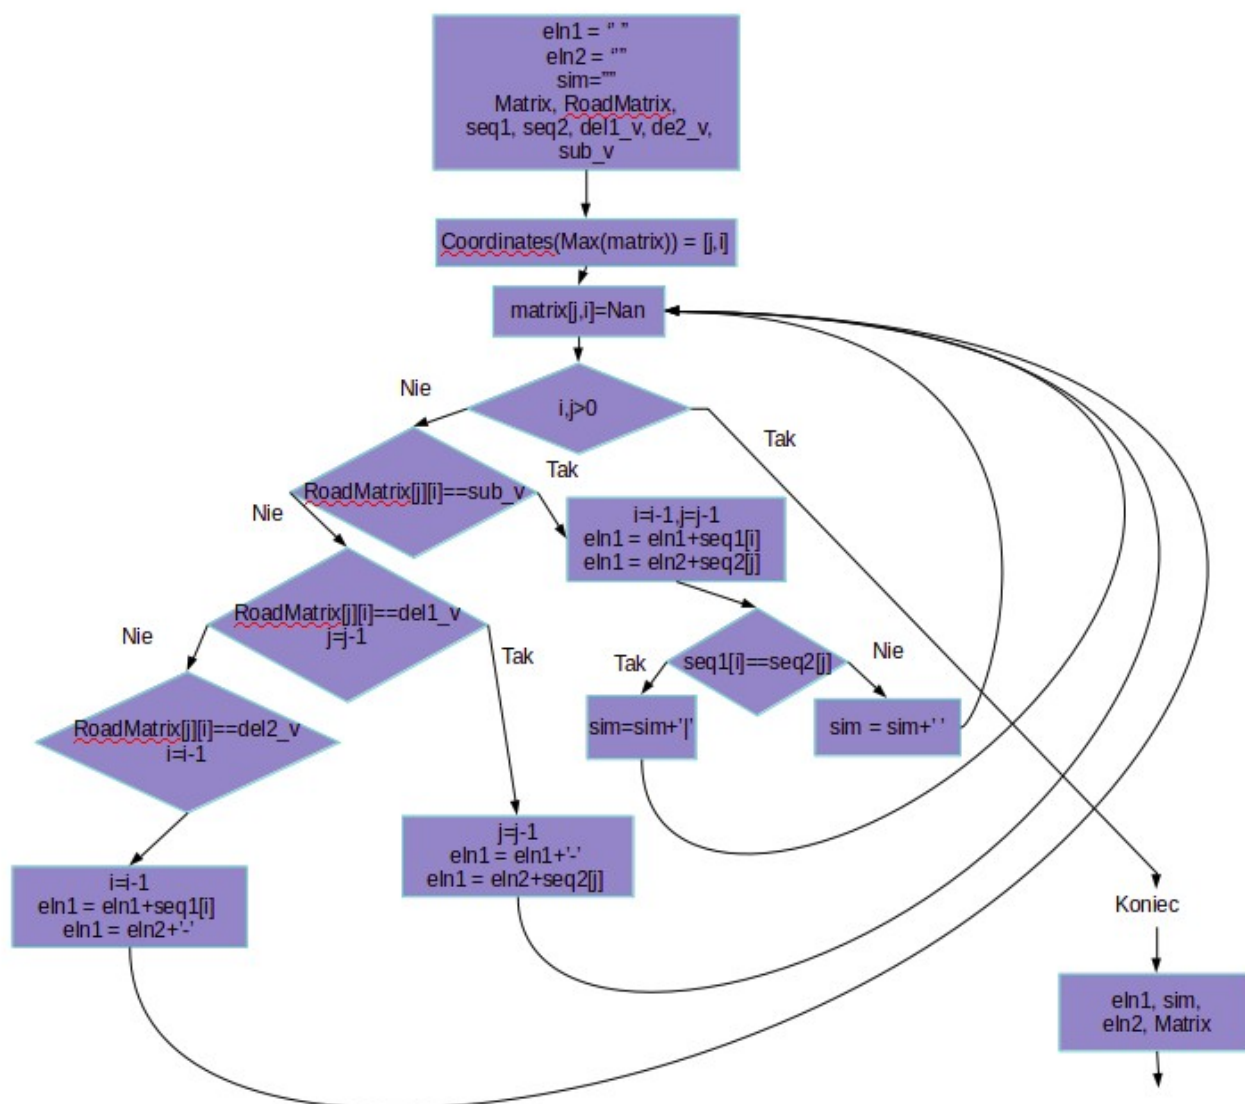 eln1 = “ ”
eln2 = “”
sim=””
Matrix, RoadMatrix,
seq1, seq2, del1_v, de2_v,
sub_v
Coordinates(Max(matrix)) = [j,i]
matrix[j,i]=Nan
Nie
i,j>0
Tak
RoadMatrix[j][i]==sub_v
Tak
Nie
i=i-1,j=j-1
eln1 = eln1+seq1[i]
eln1 = eln2+seq2[j]
RoadMatrix[j][i]==del1_v
j=j-1
Nie
Tak
seq1[i]==seq2[j]
Tak
Nie
sim=sim+’|’
sim = sim+’ ’
RoadMatrix[j][i]==del2_v
i=i-1
j=j-1
eln1 = eln1+’-’
eln1 = eln2+seq2[j]
i=i-1
eln1 = eln1+seq1[i]
eln1 = eln2+’-’
Koniec
eln1, sim,
eln2, Matrix